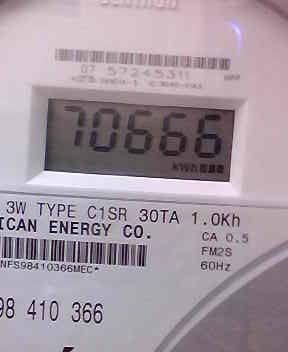 07 57245311
70666
kWh
3W TYPE C1SR 30TA 1.0Kh
ICAN ENERGY CO.
CA 0.5
FM2S
60Hz
NFS98410366MEC*
98 410 366